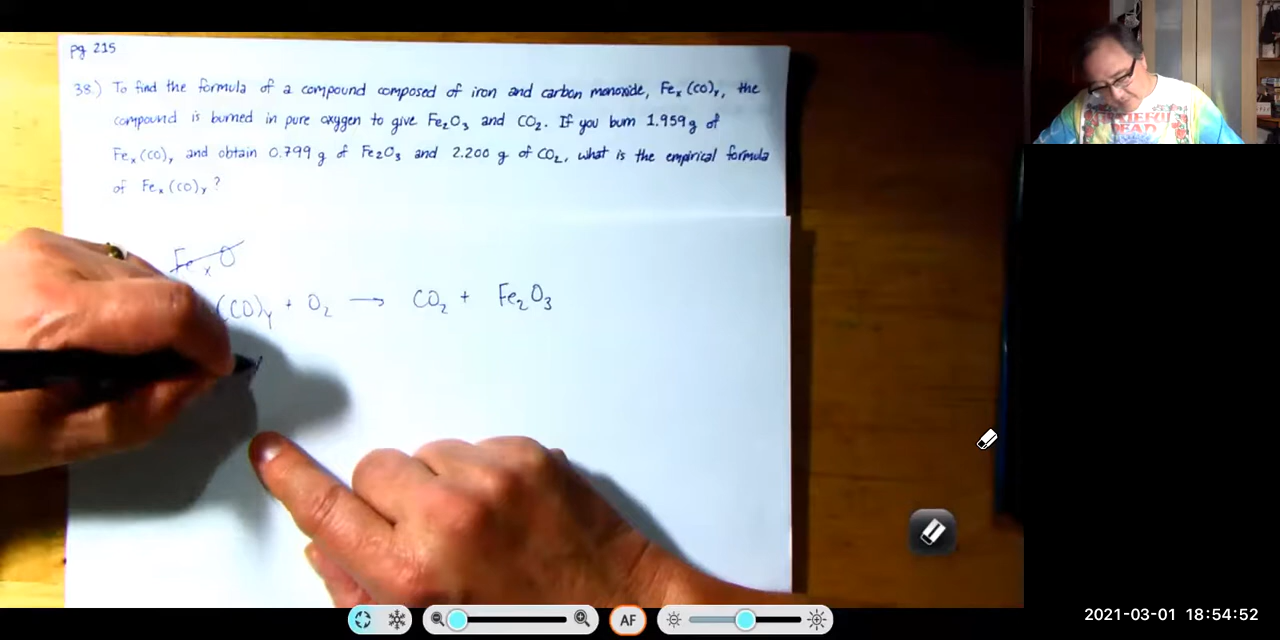 pg 215
38.) To find the formula of a compound composed of iron and carbon monoxide, Feₓ(CO)ᵧ, the
compound is burned in pure oxygen to give Fe₂O₃ and CO₂. If you burn 1.959g of
Feₓ(CO)ᵧ and obtain 0.799 g of Fe₂O₃ and 2.200 g of CO₂, what is the empirical formula
of Feₓ(CO)ᵧ?
FeₓO
(CO)ᵧ + O₂ → CO₂ + Fe₂O₃
DEAD
AF
2021-03-01 18:54:52